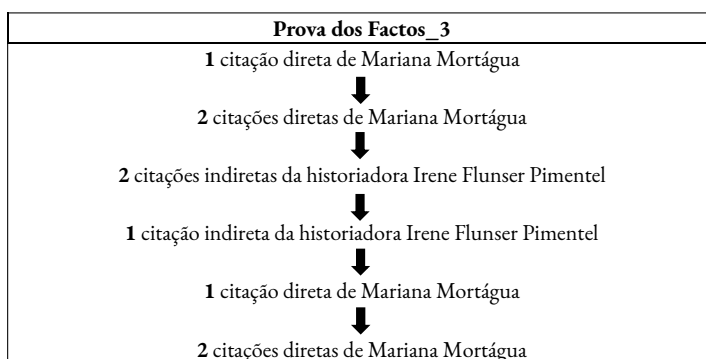 Prova dos Factos_3
1 citação direta de Mariana Mortágua
2 citações diretas de Mariana Mortágua
2 citações indiretas da historiadora Irene Flunser Pimentel
1 citação indireta da historiadora Irene Flunser Pimentel
1 citação direta de Mariana Mortágua
2 citações diretas de Mariana Mortágua